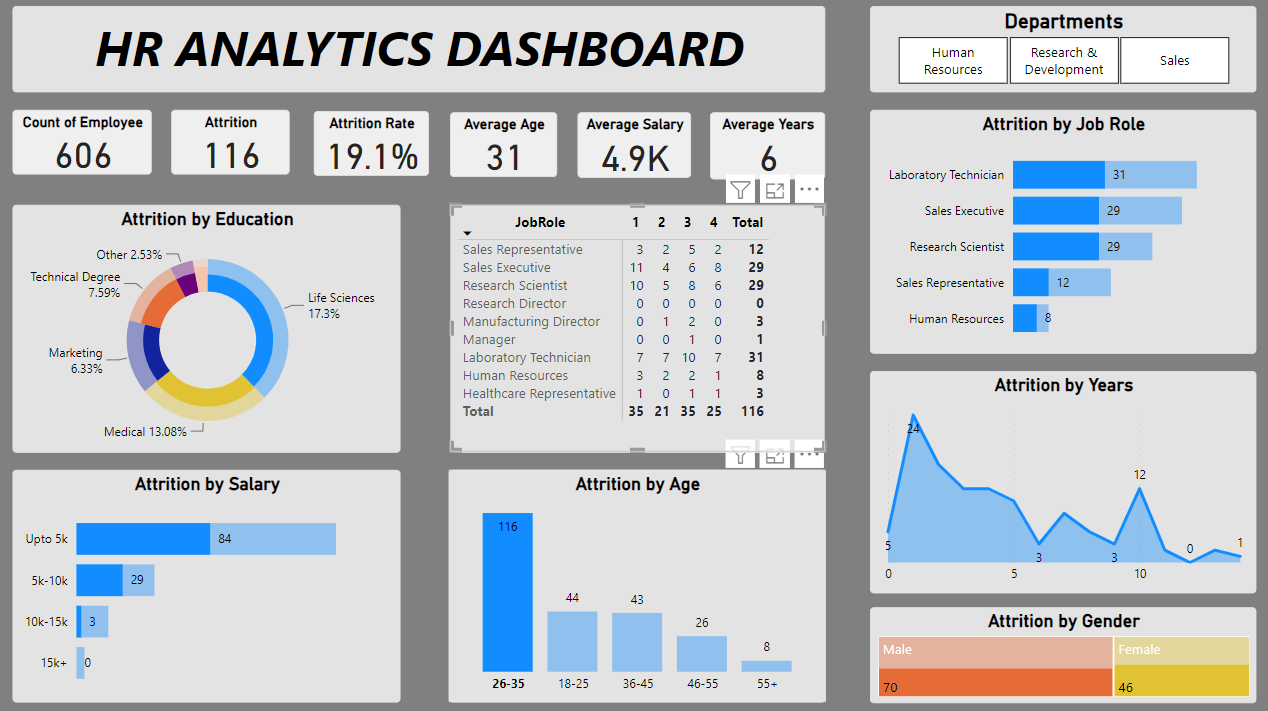 HR ANALYTICS DASHBOARD
Departments
Human
Resources
Research &
Development
Sales
Count of Employee
606
Attrition
116
Attrition Rate
19.1%
Average Age
31
Average Salary
4.9K
Average Years
6
Attrition by Education
Other 2.53%
Technical Degree
7.59%
Life Sciences
17.3%
Marketing
6.33%
Medical 13.08%
JobRole 1 2 3 4 Total
Sales Representative 3 2 5 2 12
Sales Executive 11 4 6 8 29
Research Scientist 10 5 8 6 29
Research Director 0 0 0 0 0
Manufacturing Director 0 1 2 0 3
Manager 0 0 1 0 1
Laboratory Technician 7 7 10 7 31
Human Resources 3 2 2 1 8
Healthcare Representative 1 0 1 1 3
Total 35 21 35 25 116
Attrition by Job Role
Laboratory Technician 31
Sales Executive 29
Research Scientist 29
Sales Representative 12
Human Resources 8
Attrition by Salary
Upto 5k 84
5k-10k 29
10k-15k 3
15k+ 0
Attrition by Age
116
44
43
26
8
26-35 18-25 36-45 46-55 55+
Attrition by Years
24
12
5
3
3
0
1
0 5 10
Attrition by Gender
Male
70
Female
46